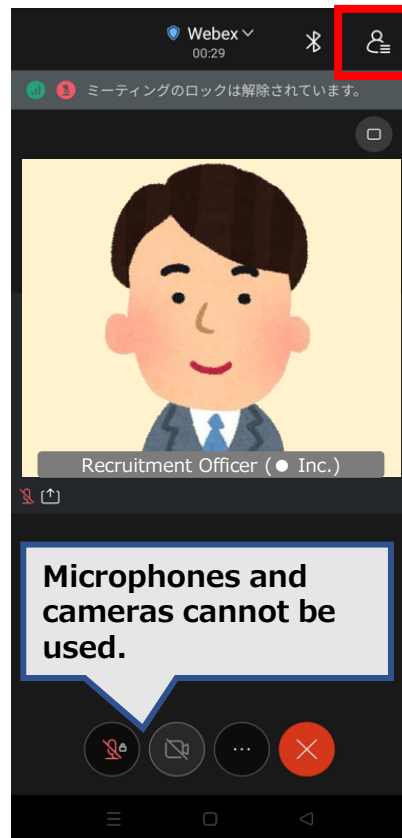 Webex
00:29
ミーティングのロックは解除されています。
Recruitment Officer (● Inc.)
Microphones and
cameras cannot be
used.